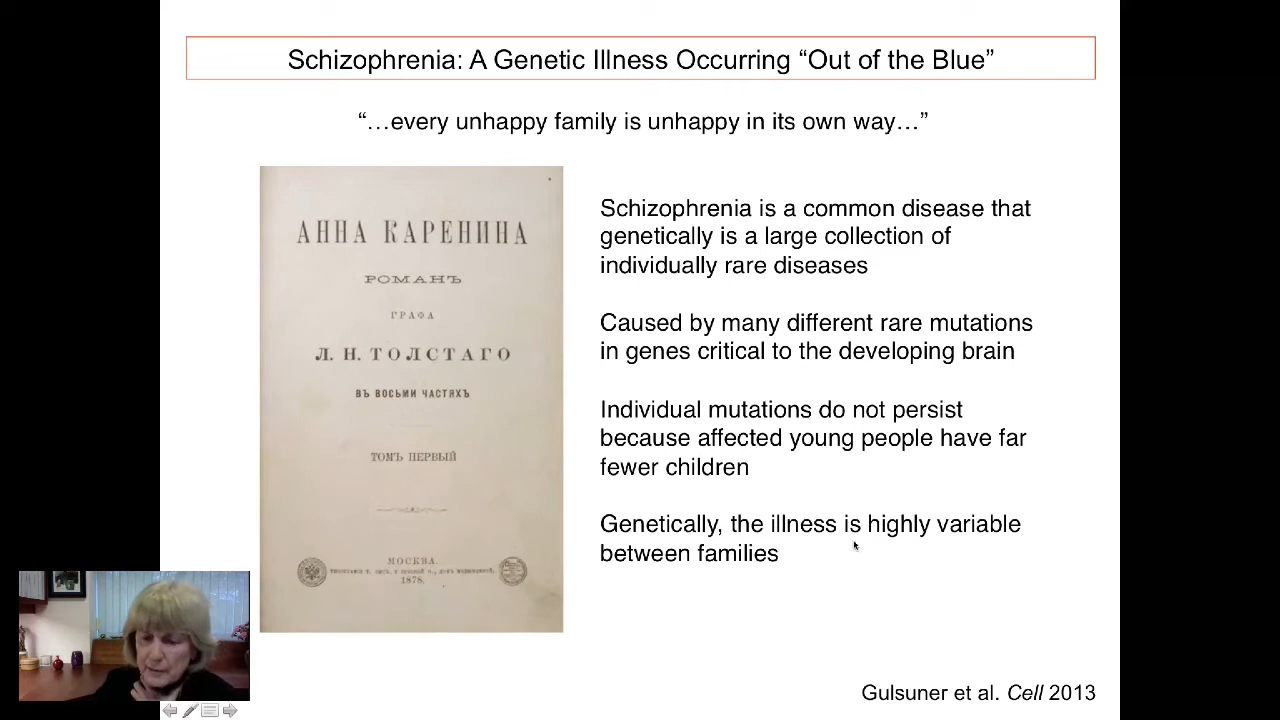 Schizophrenia: A Genetic Illness Occurring “Out of the Blue”
“…every unhappy family is unhappy in its own way…”
АННА КАРЕНИНА
РОМАНЪ
ГРАФА
Л. Н. ТОЛСТАГО
ВЪ ВОСЬМИ ЧАСТЯХЪ
ТОМЪ ПЕРВЫЙ
МОСКВА.
1878.
Schizophrenia is a common disease that
genetically is a large collection of
individually rare diseases
Caused by many different rare mutations
in genes critical to the developing brain
Individual mutations do not persist
because affected young people have far
fewer children
Genetically, the illness is highly variable
between families
Gulsuner et al. Cell 2013